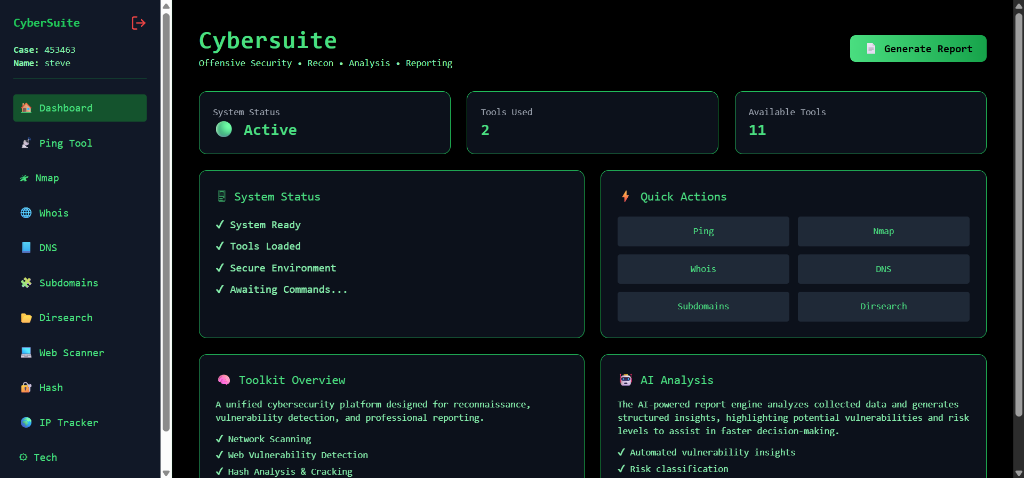 CyberSuite
Case: 453463
Name: steve
Dashboard
Ping Tool
Nmap
Whois
DNS
Subdomains
Dirsearch
Web Scanner
Hash
IP Tracker
Tech
Cybersuite
Offensive Security • Recon • Analysis • Reporting
Generate Report
System Status
Active
Tools Used
2
Available Tools
11
System Status
✓ System Ready
✓ Tools Loaded
✓ Secure Environment
✓ Awaiting Commands...
Quick Actions
Ping
Nmap
Whois
DNS
Subdomains
Dirsearch
Toolkit Overview
A unified cybersecurity platform designed for reconnaissance,
vulnerability detection, and professional reporting.
✓ Network Scanning
✓ Web Vulnerability Detection
✓ Hash Analysis & Cracking
AI Analysis
The AI-powered report engine analyzes collected data and generates
structured insights, highlighting potential vulnerabilities and risk
levels to assist in faster decision-making.
✓ Automated vulnerability insights
✓ Risk classification